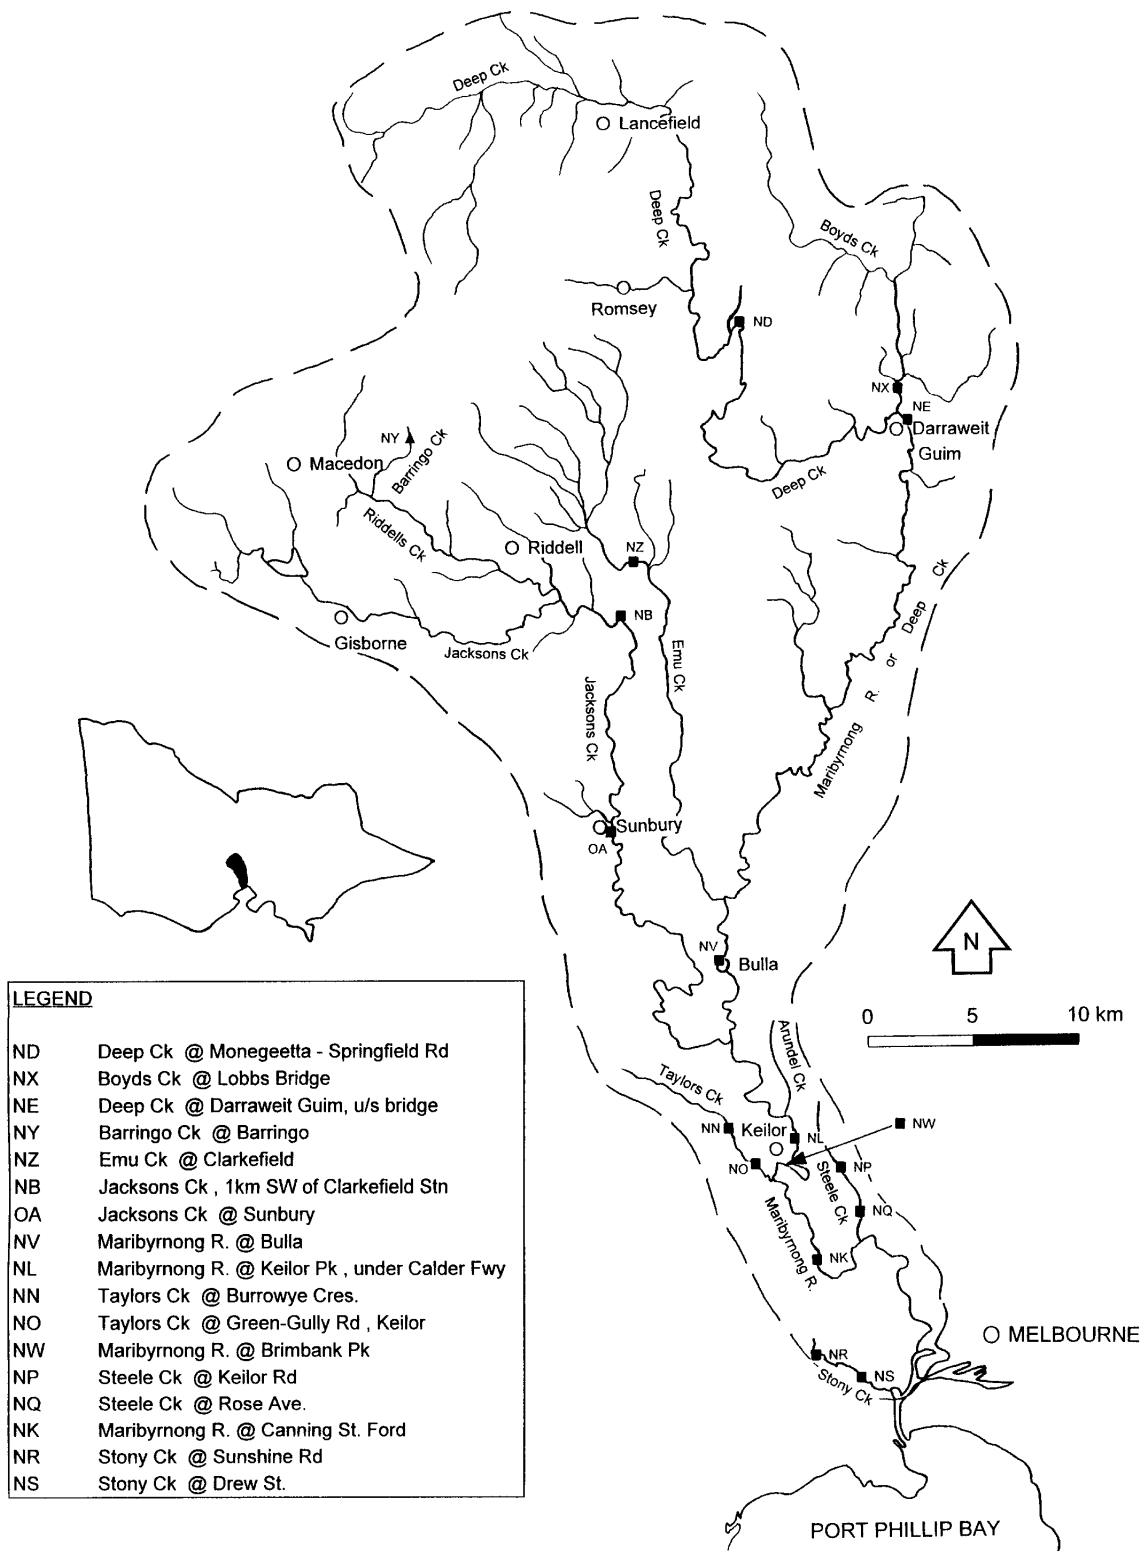 Deep Ck
Lancefield
Deep Ck
Boyds Ck
Romsey
ND
NX
NE
Darraweit
Guim
NY
Barringo Ck
Macedon
Deep Ck
Riddells Ck
Riddell
NZ
NB
Gisborne
Jacksons Ck
Emu Ck
Maribyrnong R. or Deep Ck
Jacksons Ck
Sunbury
OA
NV
Bulla
N
0 5 10 km
Arundel Ck
Taylors Ck
NN
Keilor
NL
NW
NO
NP
Steele Ck
NQ
Maribyrnong R.
NK
MELBOURNE
NR
NS
Stony Ck
PORT PHILLIP BAY
LEGEND
ND Deep Ck @ Monegeetta - Springfield Rd
NX Boyds Ck @ Lobbs Bridge
NE Deep Ck @ Darraweit Guim, u/s bridge
NY Barringo Ck @ Barringo
NZ Emu Ck @ Clarkefield
NB Jacksons Ck , 1km SW of Clarkefield Stn
OA Jacksons Ck @ Sunbury
NV Maribyrnong R. @ Bulla
NL Maribyrnong R. @ Keilor Pk , under Calder Fwy
NN Taylors Ck @ Burrowye Cres.
NO Taylors Ck @ Green-Gully Rd , Keilor
NW Maribyrnong R. @ Brimbank Pk
NP Steele Ck @ Keilor Rd
NQ Steele Ck @ Rose Ave.
NK Maribyrnong R. @ Canning St. Ford
NR Stony Ck @ Sunshine Rd
NS Stony Ck @ Drew St.